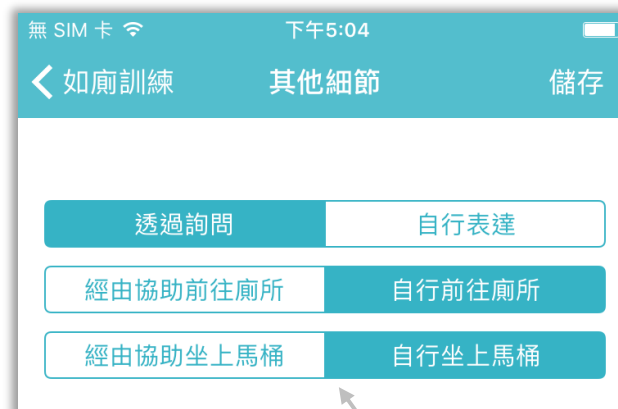 無 SIM 卡 下午5:04
如廁訓練 其他細節 儲存
透過詢問 自行表達
經由協助前往廁所 自行前往廁所
經由協助坐上馬桶 自行坐上馬桶